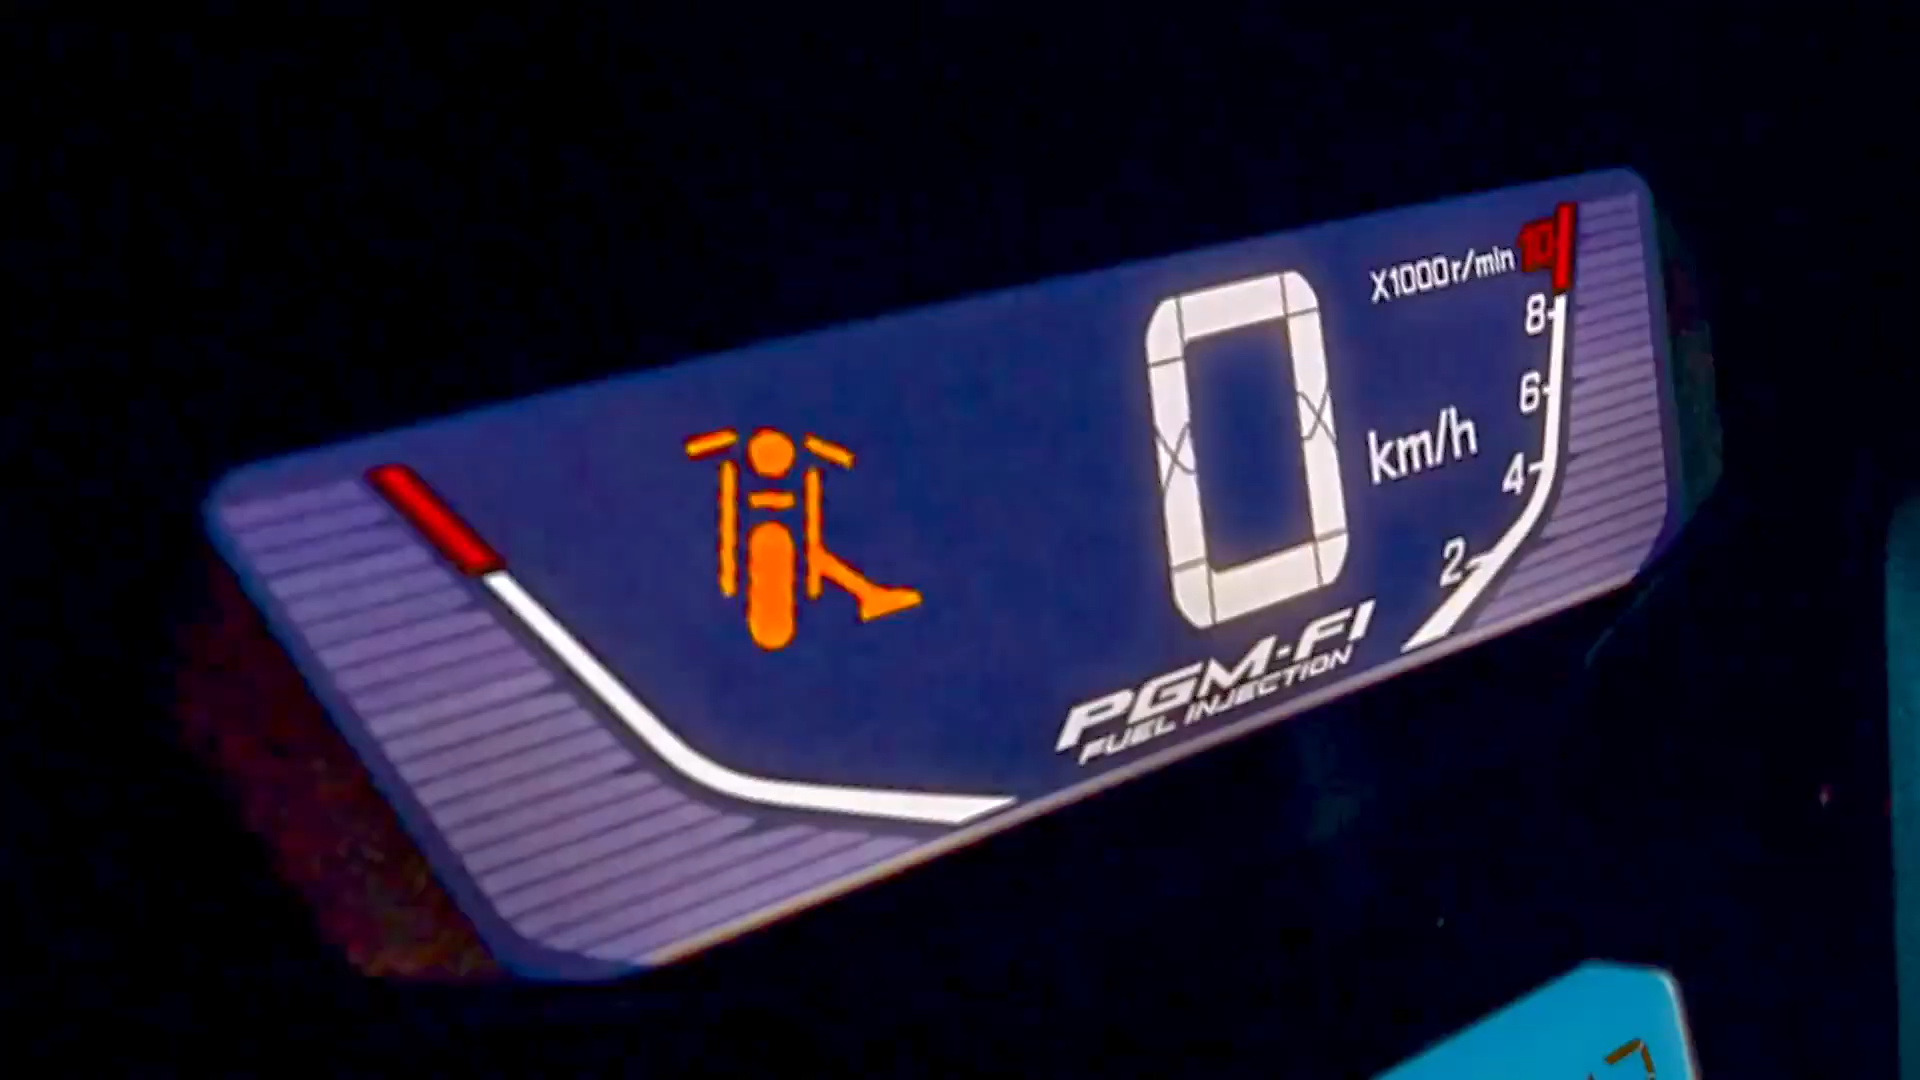 X1000r/min 10
8
6
0 km/h
4
2
PGM-FI
FUEL INJECTION